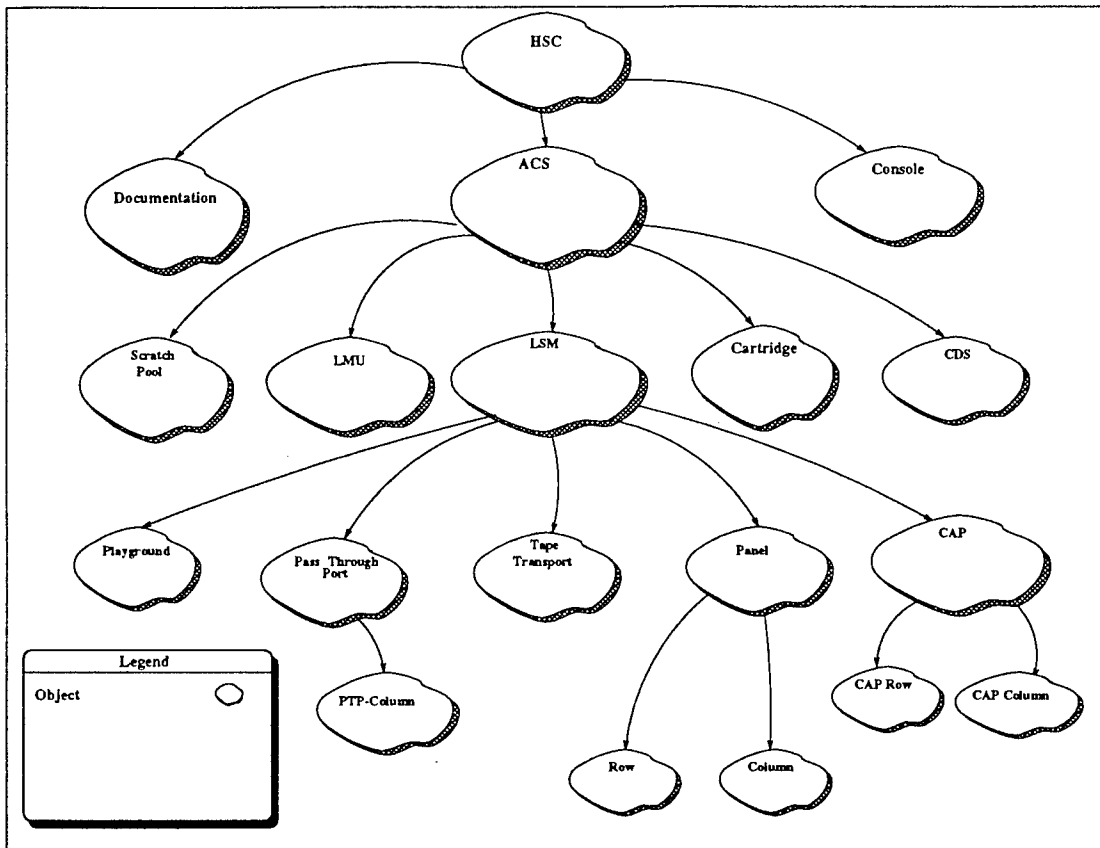 HSC
Documentation
ACS
Console
Scratch
Pool
LMU
LSM
Cartridge
CDS
Playground
Pass Through
Port
Tape
Transport
Panel
CAP
Legend
Object
PTP-Column
CAP Row
CAP Column
Row
Column